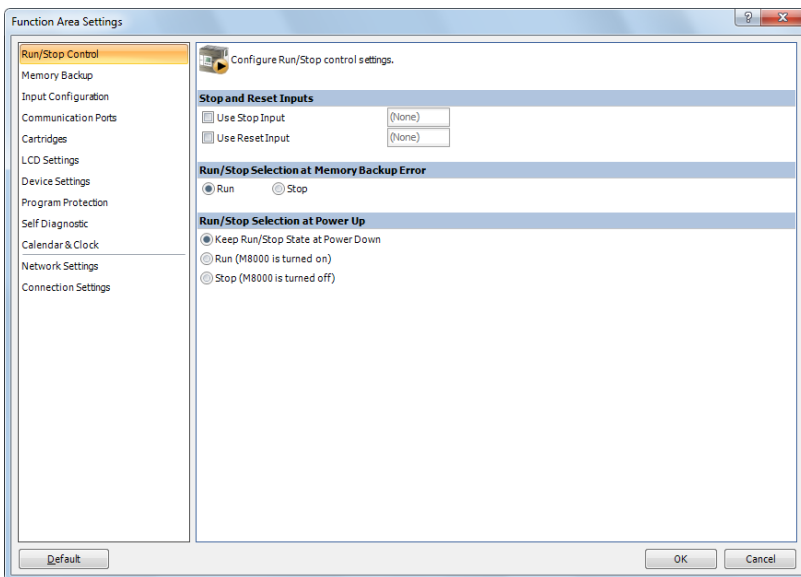 Function Area Settings
Run/Stop Control
Memory Backup
Input Configuration
Communication Ports
Cartridges
LCD Settings
Device Settings
Program Protection
Self Diagnostic
Calendar & Clock
Network Settings
Connection Settings
Configure Run/Stop control settings.
Stop and Reset Inputs
Use Stop Input (None)
Use Reset Input (None)
Run/Stop Selection at Memory Backup Error
Run Stop
Run/Stop Selection at Power Up
Keep Run/Stop State at Power Down
Run (M8000 is turned on)
Stop (M8000 is turned off)
Default OK Cancel